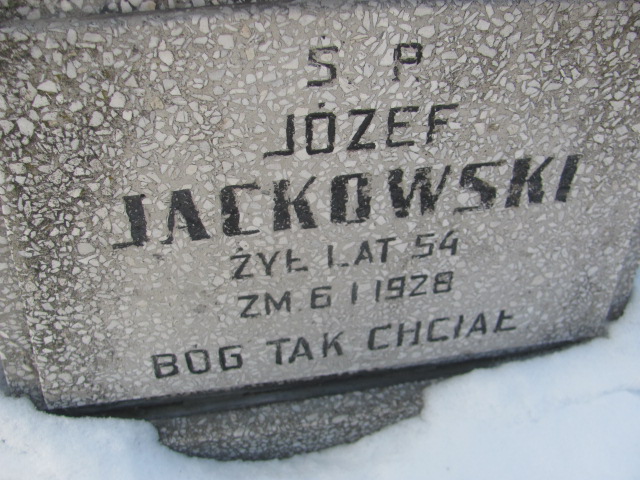 Ś. P
JÓZEF
JACKOWSKI
ŻYŁ LAT 54
ZM. 6 I 1928
BÓG TAK CHCIAŁ